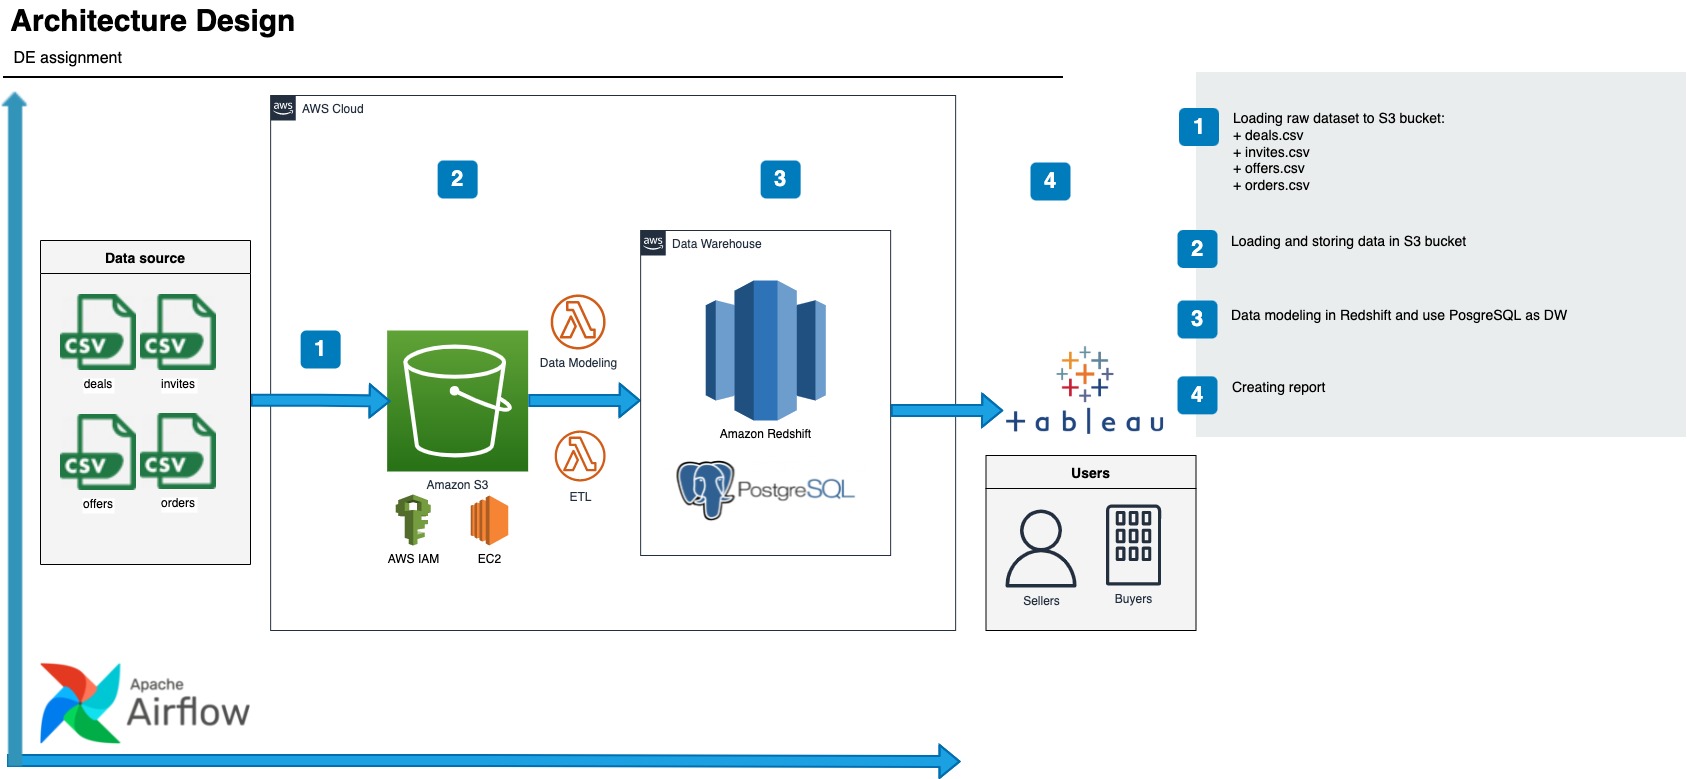 Architecture Design
DE assignment
aws
AWS Cloud
1
Loading raw dataset to S3 bucket:
+ deals.csv
+ invites.csv
+ offers.csv
+ orders.csv
2
3
4
2
Loading and storing data in S3 bucket
3
Data modeling in Redshift and use PosgreSQL as DW
4
Creating report
Data source
CSV
deals
CSV
invites
CSV
offers
CSV
orders
1
Amazon S3
AWS IAM
EC2
Data Modeling
ETL
aws
Data Warehouse
Amazon Redshift
PostgreSQL
+ableau
Users
Sellers
Buyers
Apache
Airflow